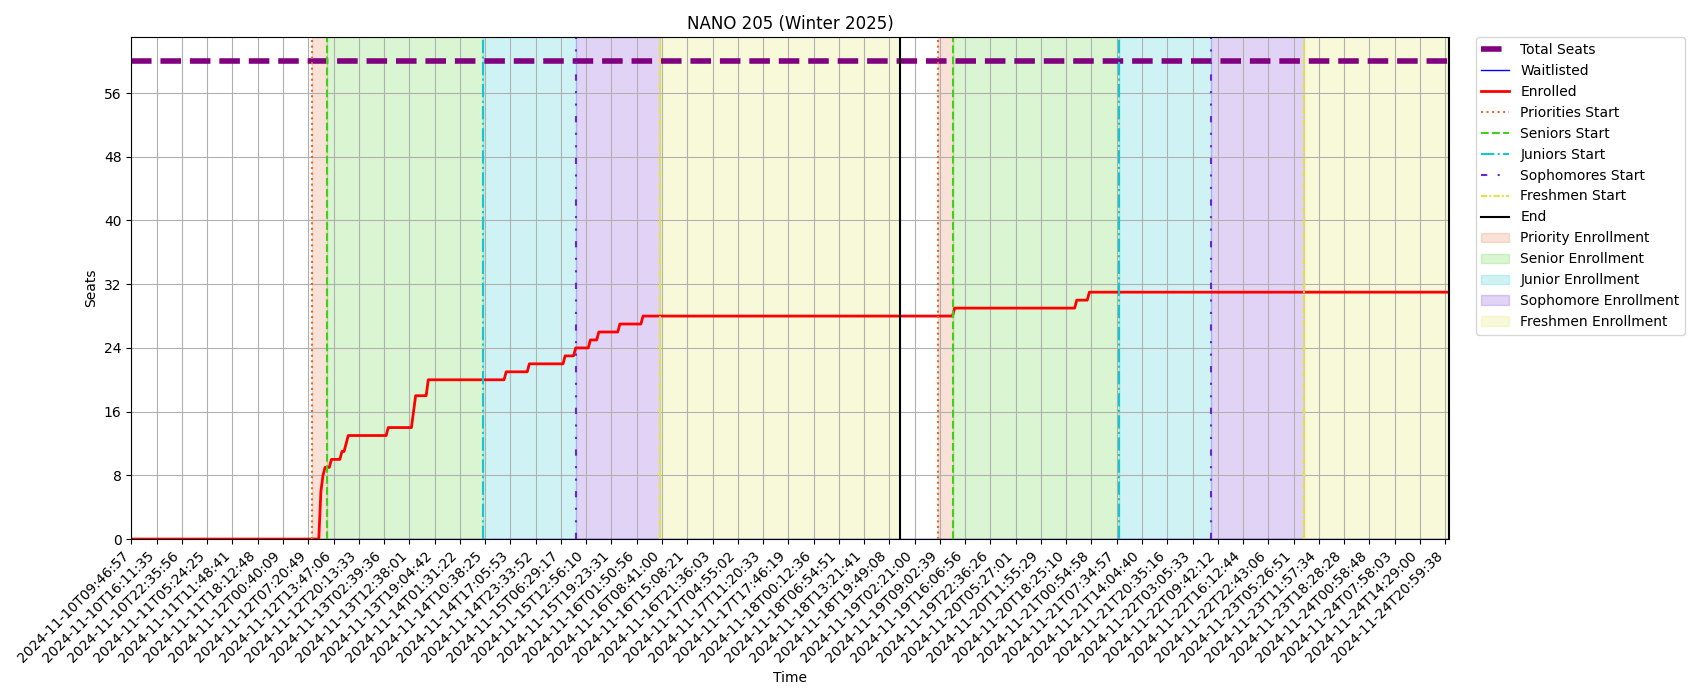 NANO 205 (Winter 2025)
Seats
56
48
40
32
24
16
8
0
2024-11-10T09:46:57
2024-11-10T16:11:35
2024-11-10T22:35:56
2024-11-11T05:24:25
2024-11-11T11:48:41
2024-11-11T18:12:48
2024-11-12T00:40:09
2024-11-12T07:20:49
2024-11-12T13:47:06
2024-11-12T20:13:33
2024-11-13T02:39:36
2024-11-13T12:38:01
2024-11-13T19:04:42
2024-11-14T01:31:22
2024-11-14T10:38:25
2024-11-14T17:05:53
2024-11-14T23:33:52
2024-11-15T06:29:17
2024-11-15T12:56:10
2024-11-15T19:23:31
2024-11-16T01:50:56
2024-11-16T08:41:00
2024-11-16T15:08:21
2024-11-16T21:36:03
2024-11-17T04:55:02
2024-11-17T11:20:33
2024-11-17T17:46:19
2024-11-18T00:12:36
2024-11-18T06:54:51
2024-11-18T13:21:41
2024-11-18T19:49:08
2024-11-19T02:21:00
2024-11-19T09:02:39
2024-11-19T16:06:56
2024-11-19T22:36:26
2024-11-20T05:27:01
2024-11-20T11:55:29
2024-11-20T18:25:10
2024-11-21T00:54:58
2024-11-21T07:34:57
2024-11-21T14:04:40
2024-11-21T20:35:16
2024-11-22T03:05:33
2024-11-22T09:42:12
2024-11-22T16:12:44
2024-11-22T22:43:06
2024-11-23T05:26:51
2024-11-23T11:57:34
2024-11-23T18:28:28
2024-11-24T00:58:48
2024-11-24T07:58:03
2024-11-24T14:29:00
2024-11-24T20:59:38
Time
Total Seats
Waitlisted
Enrolled
Priorities Start
Seniors Start
Juniors Start
Sophomores Start
Freshmen Start
End
Priority Enrollment
Senior Enrollment
Junior Enrollment
Sophomore Enrollment
Freshmen Enrollment